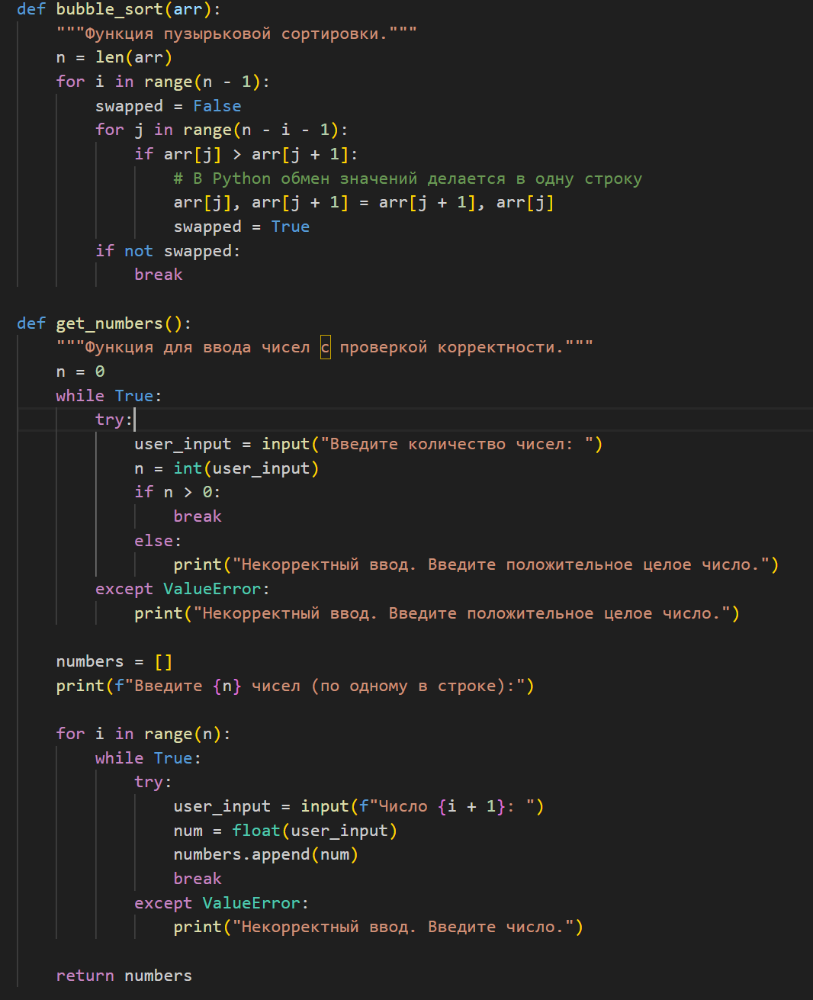 def bubble_sort(arr):
    """Функция пузырьковой сортировки."""
    n = len(arr)
    for i in range(n - 1):
        swapped = False
        for j in range(n - i - 1):
            if arr[j] > arr[j + 1]:
                # В Python обмен значений делается в одну строку
                arr[j], arr[j + 1] = arr[j + 1], arr[j]
                swapped = True
        if not swapped:
            break

def get_numbers():
    """Функция для ввода чисел с проверкой корректности."""
    n = 0
    while True:
        try:
            user_input = input("Введите количество чисел: ")
            n = int(user_input)
            if n > 0:
                break
            else:
                print("Некорректный ввод. Введите положительное целое число.")
        except ValueError:
            print("Некорректный ввод. Введите положительное целое число.")

    numbers = []
    print(f"Введите {n} чисел (по одному в строке):")

    for i in range(n):
        while True:
            try:
                user_input = input(f"Число {i + 1}: ")
                num = float(user_input)
                numbers.append(num)
                break
            except ValueError:
                print("Некорректный ввод. Введите число.")

    return numbers